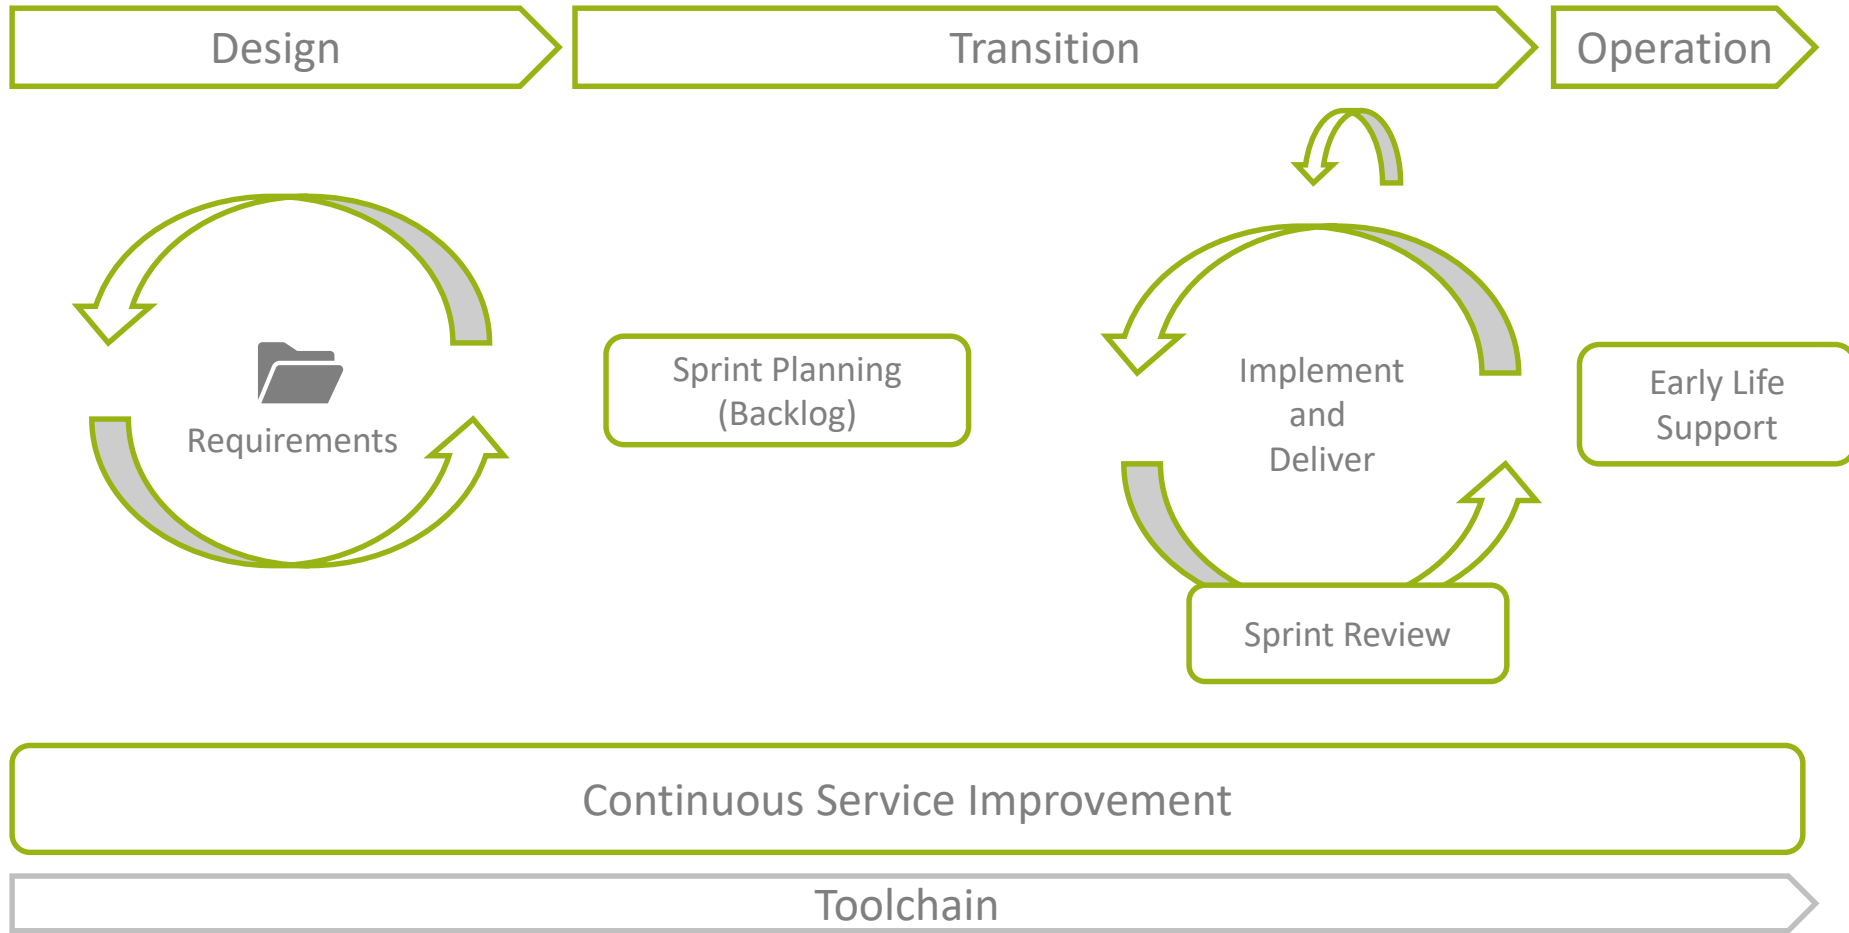 Design
Transition
Operation
Requirements
Sprint Planning
(Backlog)
Implement
and
Deliver
Early Life
Support
Sprint Review
Continuous Service Improvement
Toolchain